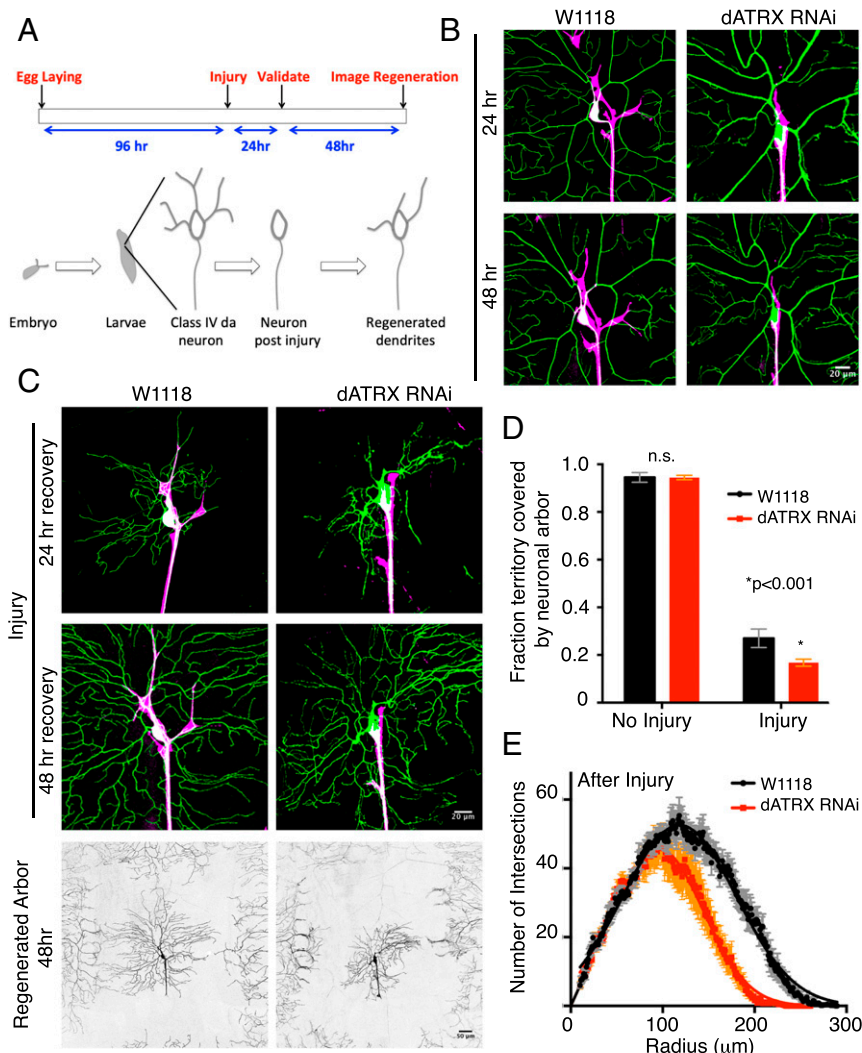 A
Egg Laying
Injury
Validate
Image Regeneration
96 hr
24hr
48hr
Embryo
Larvae
Class IV da
neuron
Neuron
post injury
Regenerated
dendrites
B
W1118
dATRX RNAi
24 hr
48 hr
20 µm
C
W1118
dATRX RNAi
Injury
24 hr recovery
48 hr recovery
20 µm
Regenerated Arbor
48hr
50 µm
D
Fraction territory covered
by neuronal arbor
1.0
0.8
0.6
0.4
0.2
0
n.s.
W1118
dATRX RNAi
*p<0.001
*
No Injury
Injury
E
After Injury
W1118
dATRX RNAi
Number of Intersections
60
40
20
0
100
200
300
Radius (µm)